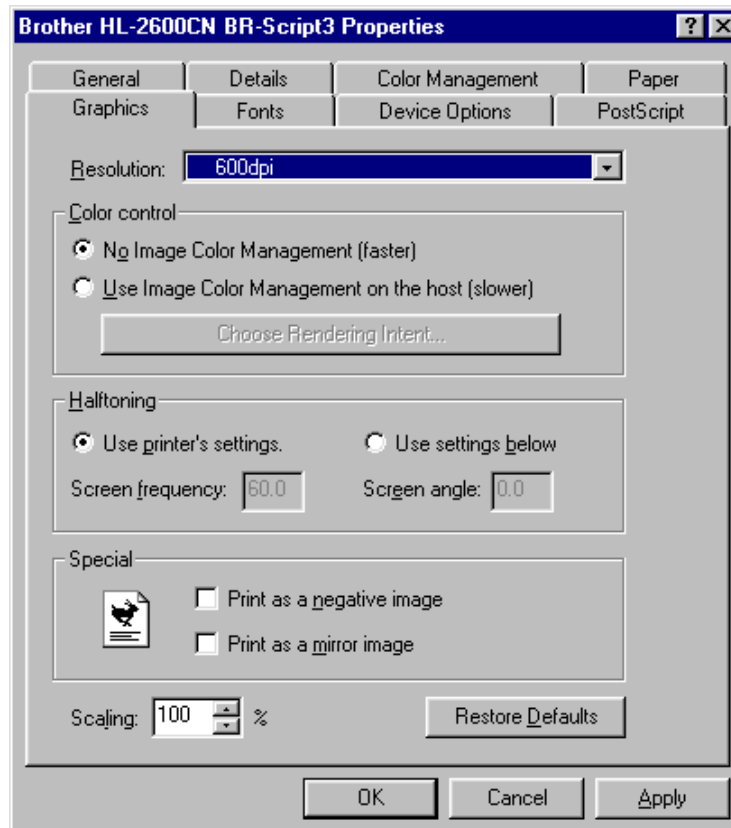 Brother HL-2600CN BR-Script3 Properties
General Details Color Management Paper
Graphics Fonts Device Options PostScript
Resolution: 600dpi
Color control
No Image Color Management (faster)
Use Image Color Management on the host (slower)
Choose Rendering Intent...
Halftoning
Use printer's settings. Use settings below
Screen frequency: 60.0 Screen angle: 0.0
Special
Print as a negative image
Print as a mirror image
Scaling: 100 % Restore Defaults
OK Cancel Apply